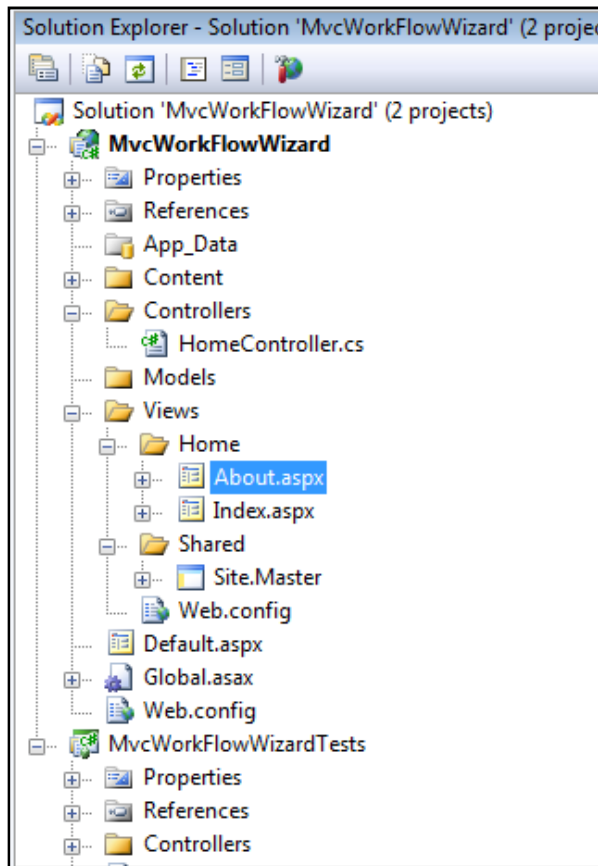 Solution Explorer - Solution 'MvcWorkFlowWizard' (2 projec
Solution 'MvcWorkFlowWizard' (2 projects)
MvcWorkFlowWizard
Properties
References
App_Data
Content
Controllers
HomeController.cs
Models
Views
Home
About.aspx
Index.aspx
Shared
Site.Master
Web.config
Default.aspx
Global.asax
Web.config
MvcWorkFlowWizardTests
Properties
References
Controllers